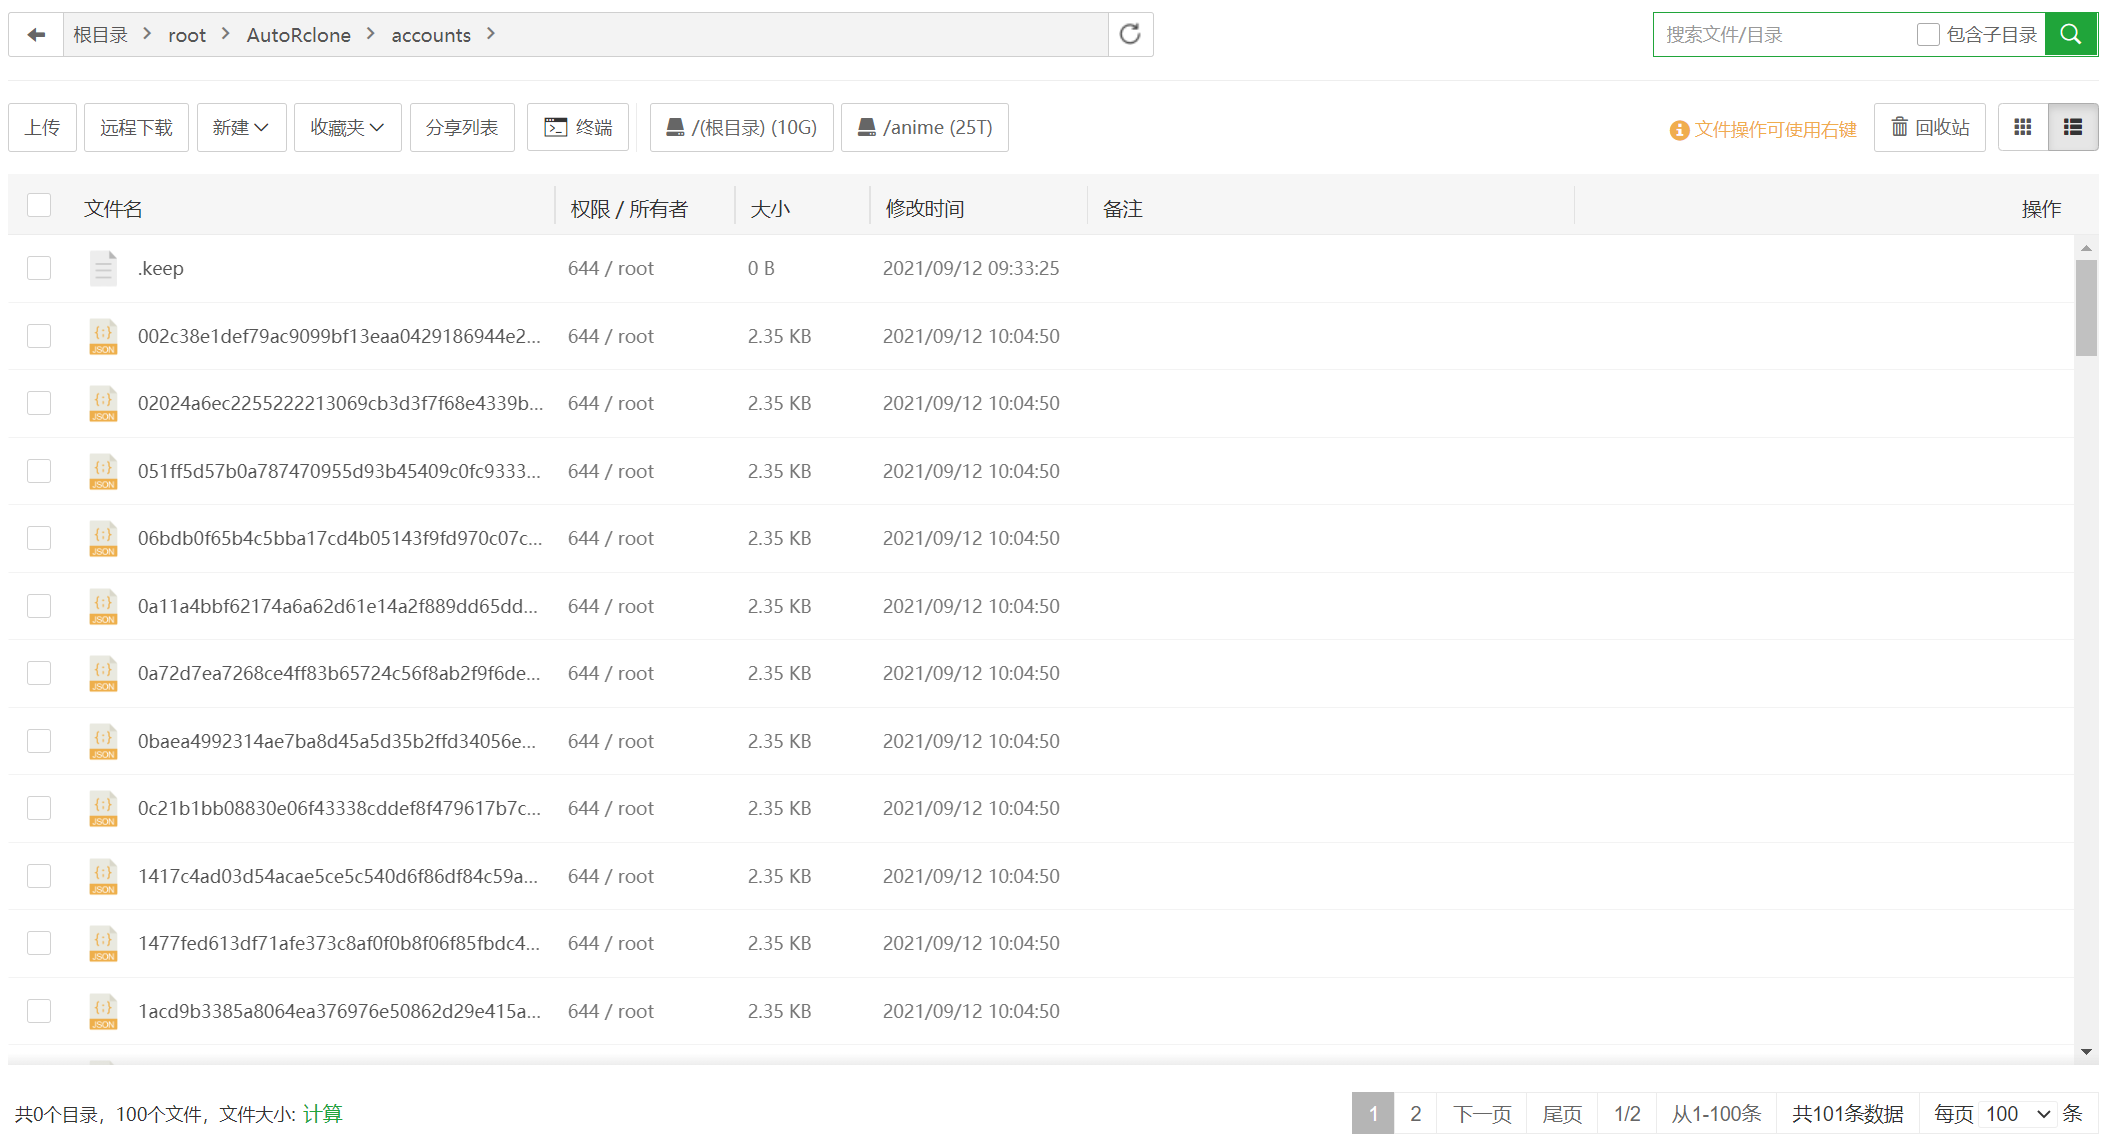 根目录 root AutoRclone accounts 搜索文件/目录 包含子目录
上传 远程下载 新建 收藏夹 分享列表 终端 /(根目录) (10G) /anime (25T) 文件操作可使用右键 回收站
文件名 权限 / 所有者 大小 修改时间 备注 操作
.keep 644 / root 0 B 2021/09/12 09:33:25
JSON 002c38e1def79ac9099bf13eaa0429186944e2... 644 / root 2.35 KB 2021/09/12 10:04:50
JSON 02024a6ec2255222213069cb3d3f7f68e4339b... 644 / root 2.35 KB 2021/09/12 10:04:50
JSON 051ff5d57b0a787470955d93b45409c0fc9333... 644 / root 2.35 KB 2021/09/12 10:04:50
JSON 06bdb0f65b4c5bba17cd4b05143f9fd970c07c... 644 / root 2.35 KB 2021/09/12 10:04:50
JSON 0a11a4bbf62174a6a62d61e14a2f889dd65dd... 644 / root 2.35 KB 2021/09/12 10:04:50
JSON 0a72d7ea7268ce4ff83b65724c56f8ab2f9f6de... 644 / root 2.35 KB 2021/09/12 10:04:50
JSON 0baea4992314ae7ba8d45a5d35b2ffd34056e... 644 / root 2.35 KB 2021/09/12 10:04:50
JSON 0c21b1bb08830e06f43338cddef8f479617b7c... 644 / root 2.35 KB 2021/09/12 10:04:50
JSON 1417c4ad03d54acae5ce5c540d6f86df84c59a... 644 / root 2.35 KB 2021/09/12 10:04:50
JSON 1477fed613df71afe373c8af0f0b8f06f85fbdc4... 644 / root 2.35 KB 2021/09/12 10:04:50
JSON 1acd9b3385a8064ea376976e50862d29e415a... 644 / root 2.35 KB 2021/09/12 10:04:50
共0个目录，100个文件，文件大小: 计算 1 2 下一页 尾页 1/2 从1-100条 共101条数据 每页 100 条